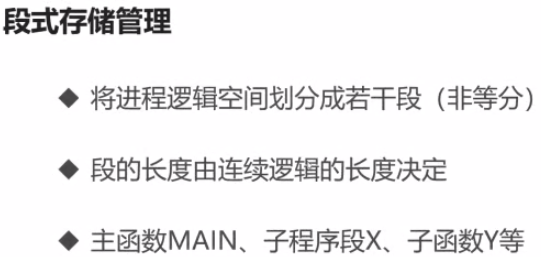 段式存储管理
◆ 将进程逻辑空间划分成若干段（非等分）
◆ 段的长度由连续逻辑的长度决定
◆ 主函数MAIN、子程序段X、子函数Y等